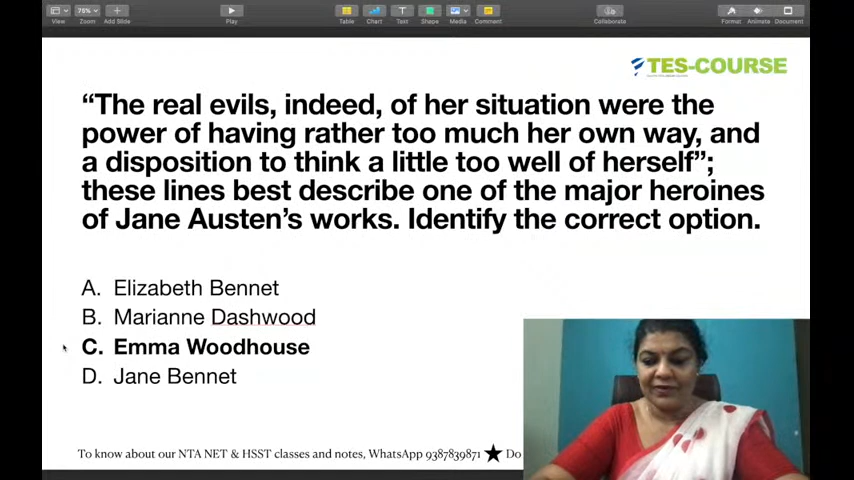 View
75%
Zoom
Add Slide
Play
Table
Chart
Text
Shape
Media
Comment
Collaborate
Format
Animate
Document
TES-COURSE
“The real evils, indeed, of her situation were the
power of having rather too much her own way, and
a disposition to think a little too well of herself”;
these lines best describe one of the major heroines
of Jane Austen’s works. Identify the correct option.
A. Elizabeth Bennet
B. Marianne Dashwood
C. Emma Woodhouse
D. Jane Bennet
To know about our NTA NET & HSST classes and notes, WhatsApp 9387839871 ★ Do